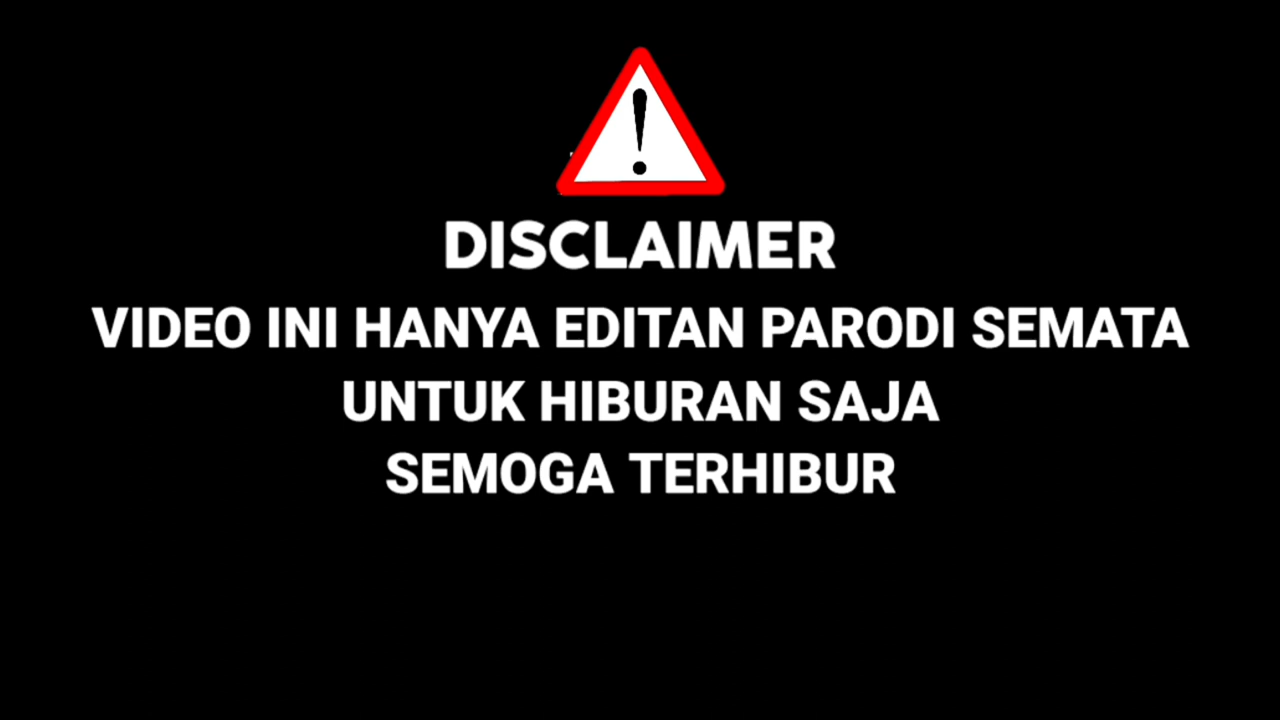 DISCLAIMER
VIDEO INI HANYA EDITAN PARODI SEMATA
UNTUK HIBURAN SAJA
SEMOGA TERHIBUR